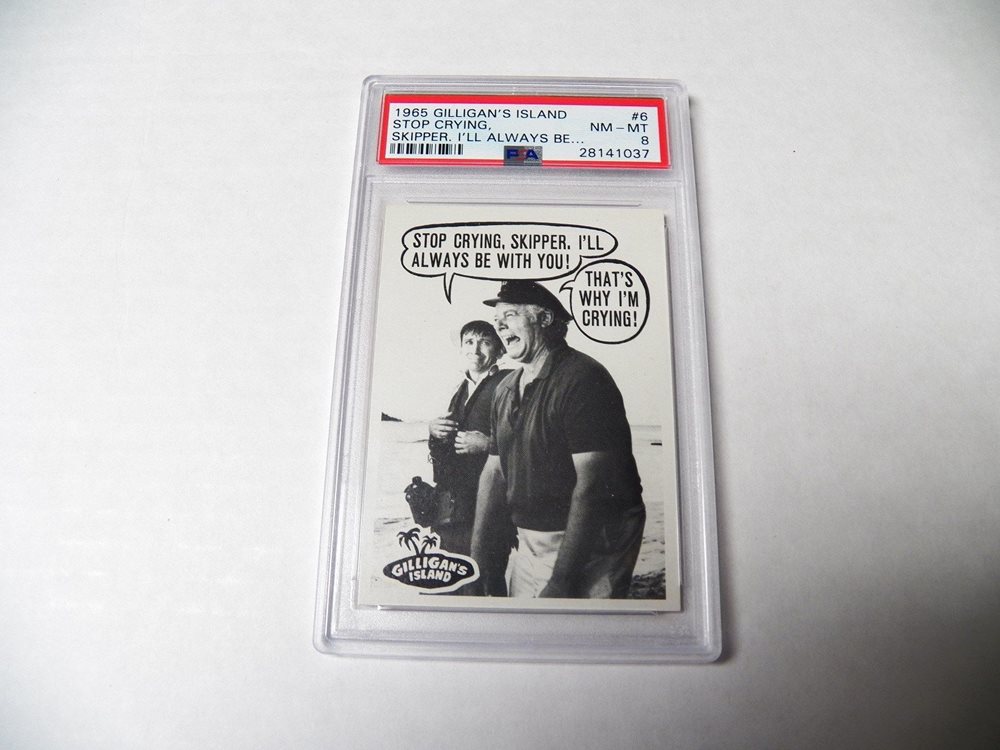 1965 GILLIGAN'S ISLAND #6
STOP CRYING, NM-MT
SKIPPER. I'LL ALWAYS BE... 8
PSA 28141037
STOP CRYING, SKIPPER. I'LL
ALWAYS BE WITH YOU!
THAT'S
WHY I'M
CRYING!
GILLIGAN'S
ISLAND